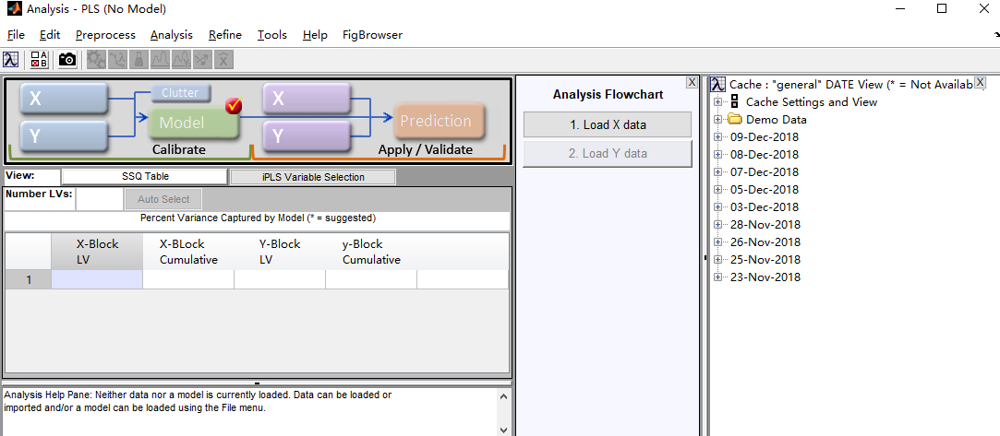 Analysis - PLS (No Model)
File Edit Preprocess Analysis Refine Tools Help FigBrowser
X Clutter X
Model Prediction
Y Y
Calibrate Apply / Validate
View: SSQ Table iPLS Variable Selection
Number LVs: Auto Select
Percent Variance Captured by Model (* = suggested)
X-Block X-BLock Y-Block y-Block
LV Cumulative LV Cumulative
1
Analysis Help Pane: Neither data nor a model is currently loaded. Data can be loaded or
imported and/or a model can be loaded using the File menu.
X
Analysis Flowchart
1. Load X data
2. Load Y data
Cache : "general" DATE View (* = Not Availab X
Cache Settings and View
Demo Data
09-Dec-2018
08-Dec-2018
07-Dec-2018
05-Dec-2018
03-Dec-2018
28-Nov-2018
26-Nov-2018
25-Nov-2018
23-Nov-2018